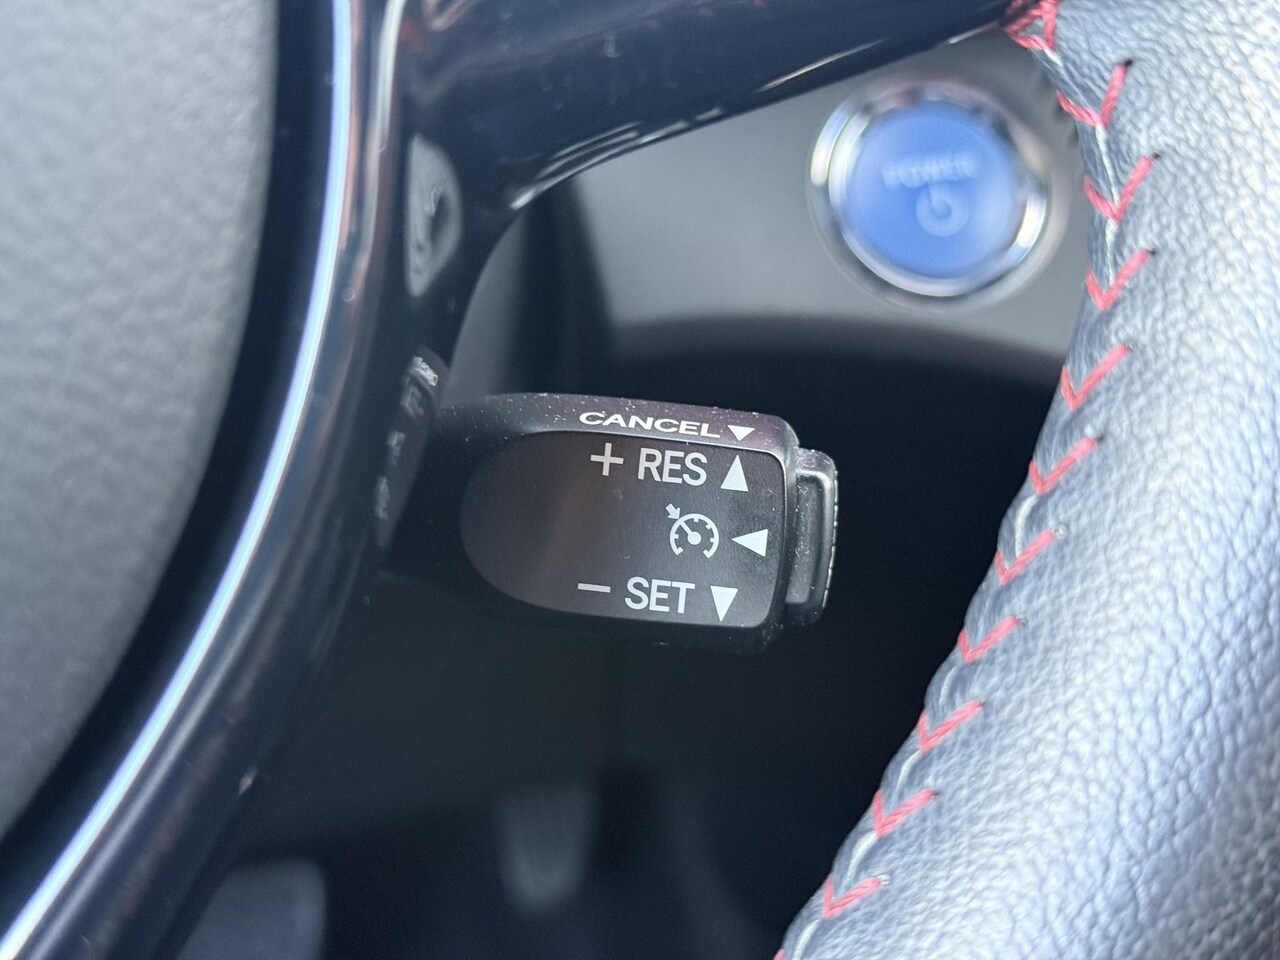 POWER
CANCEL▼
+ RES ▲
◄
– SET ▼